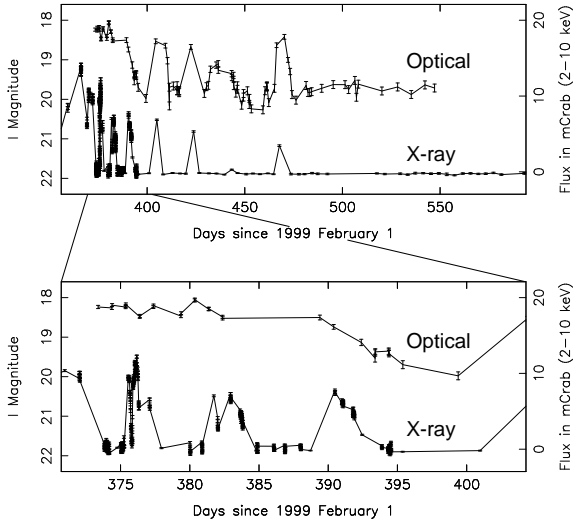 18
19
20
21
22
I Magnitude
Optical
X-ray
20
10
0
Flux in mCrab (2-10 keV)
400
450
500
550
Days since 1999 February 1
18
19
20
21
22
I Magnitude
Optical
X-ray
20
10
0
Flux in mCrab (2-10 keV)
375
380
385
390
395
400
Days since 1999 February 1